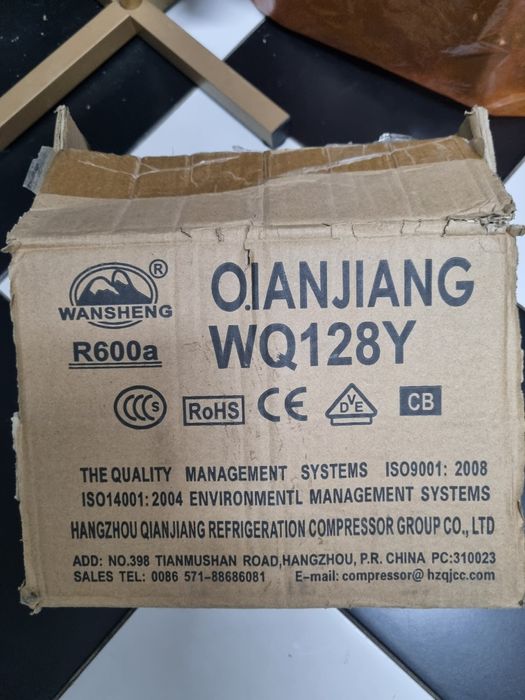 ®
WANSHENG
R600a
QIANJIANG
WQ128Y
CCC S
RoHS
CE
DVE
CB
THE QUALITY MANAGEMENT SYSTEMS ISO9001: 2008
ISO14001: 2004 ENVIRONMENTL MANAGEMENT SYSTEMS
HANGZHOU QIANJIANG REFRIGERATION COMPRESSOR GROUP CO., LTD
ADD: NO.398 TIANMUSHAN ROAD,HANGZHOU, P.R. CHINA PC:310023
SALES TEL: 0086 571-88686081 E-mail: compressor@ hzqjcc.com